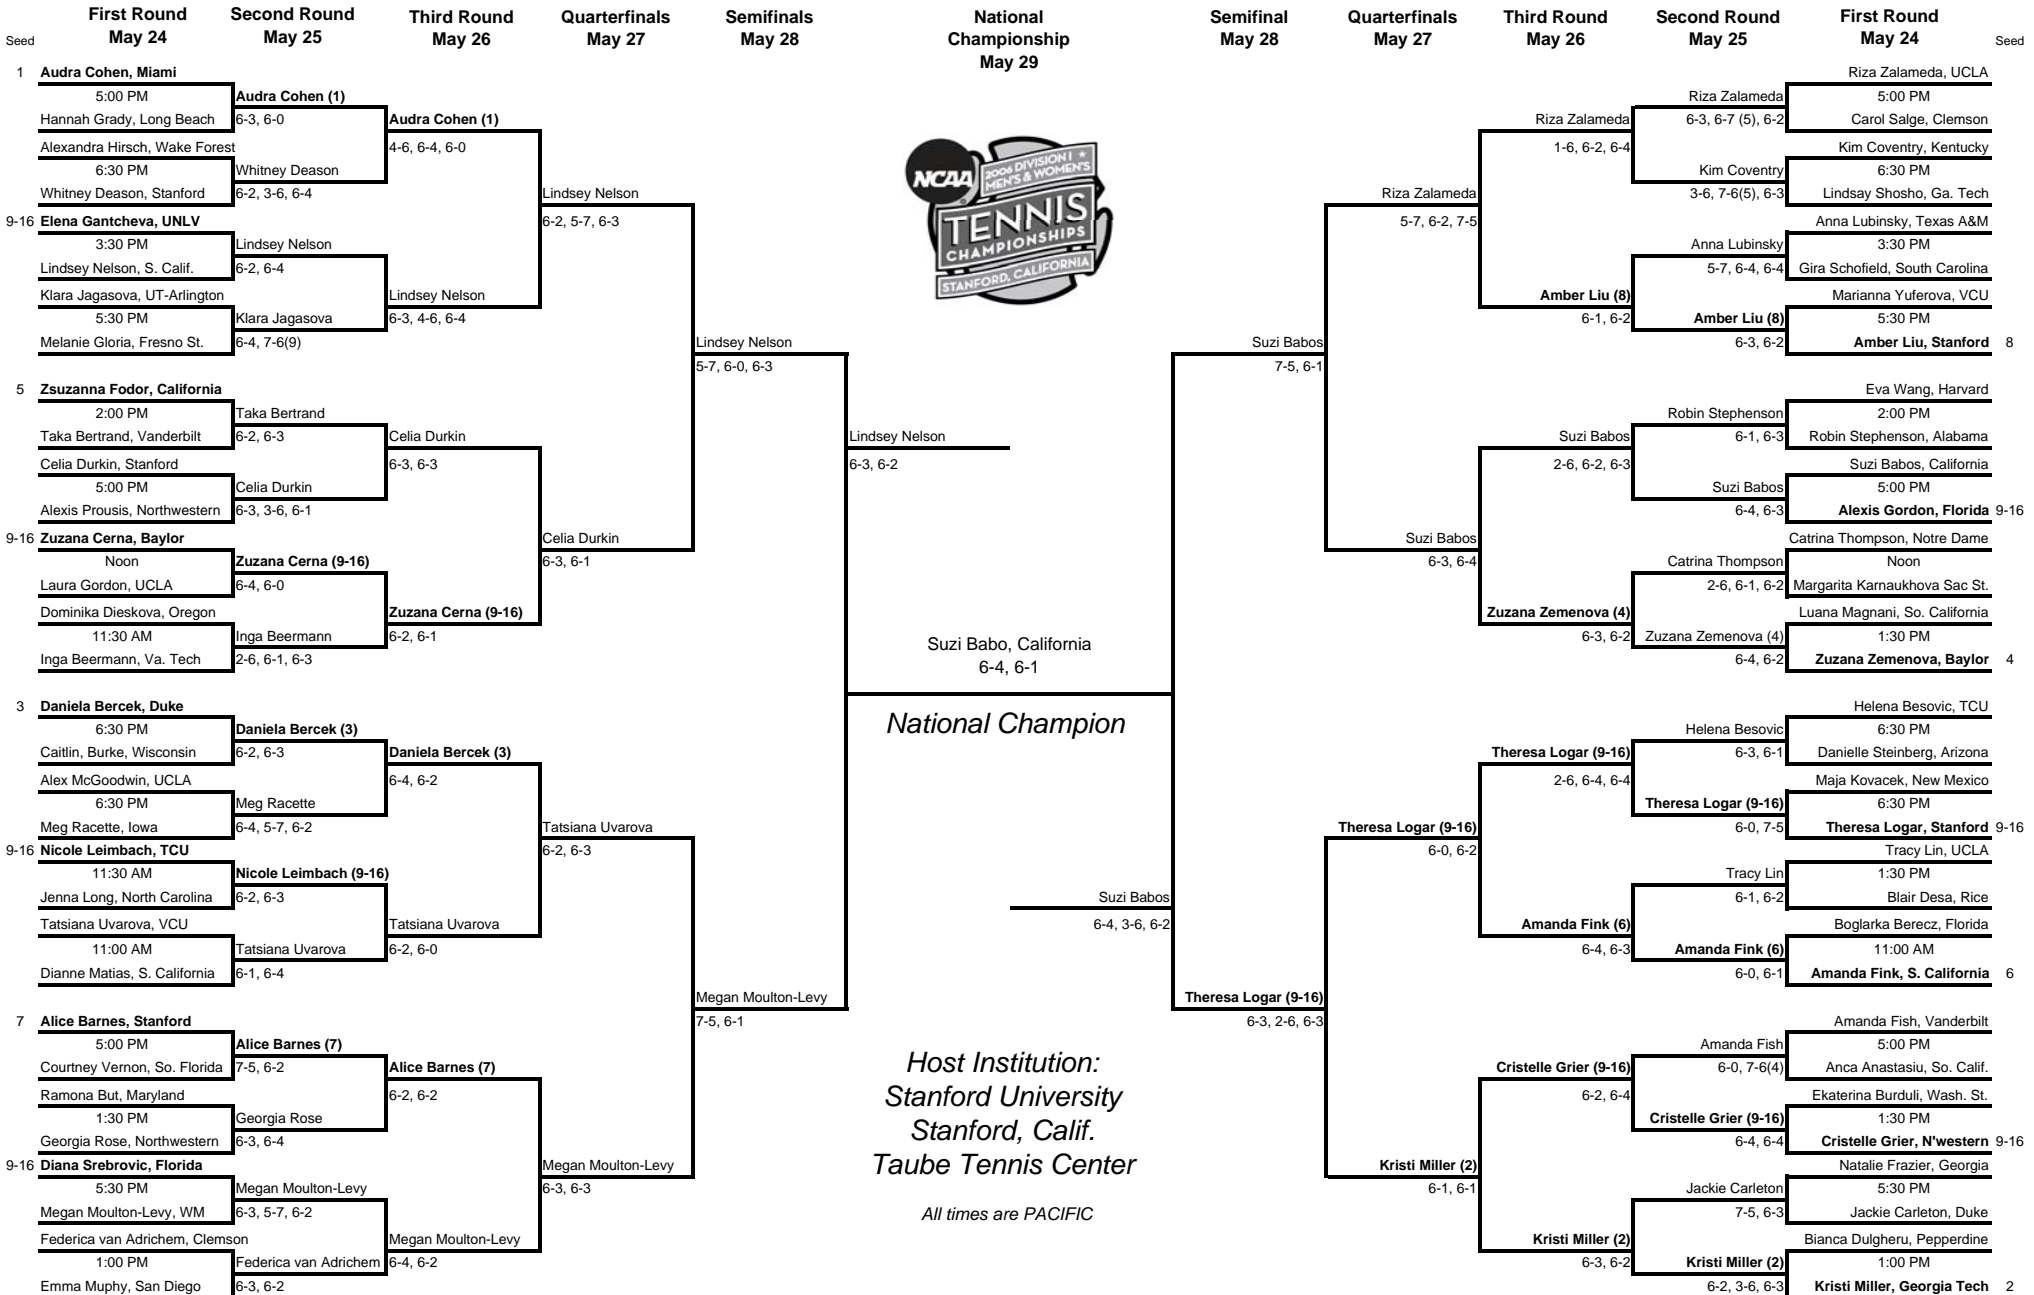 First Round
May 24
Second Round
May 25
Third Round
May 26
Quarterfinals
May 27
Semifinals
May 28
National
Championship
May 29
Semifinal
May 28
Quarterfinals
May 27
Third Round
May 26
Second Round
May 25
First Round
May 24
Seed
Seed
1 Audra Cohen, Miami
5:00 PM
Hannah Grady, Long Beach
Alexandra Hirsch, Wake Forest
6:30 PM
Whitney Deason, Stanford
9-16 Elena Gantcheva, UNLV
3:30 PM
Lindsey Nelson, S. Calif.
Klara Jagasova, UT-Arlington
5:30 PM
Melanie Gloria, Fresno St.
5 Zsuzanna Fodor, California
2:00 PM
Taka Bertrand, Vanderbilt
Celia Durkin, Stanford
5:00 PM
Alexis Prousis, Northwestern
9-16 Zuzana Cerna, Baylor
Noon
Laura Gordon, UCLA
Dominika Dieskova, Oregon
11:30 AM
Inga Beermann, Va. Tech
3 Daniela Bercek, Duke
6:30 PM
Caitlin, Burke, Wisconsin
Alex McGoodwin, UCLA
6:30 PM
Meg Racette, Iowa
9-16 Nicole Leimbach, TCU
11:30 AM
Jenna Long, North Carolina
Tatsiana Uvarova, VCU
11:00 AM
Dianne Matias, S. California
7 Alice Barnes, Stanford
5:00 PM
Courtney Vernon, So. Florida
Ramona But, Maryland
1:30 PM
Georgia Rose, Northwestern
9-16 Diana Srebrovic, Florida
5:30 PM
Megan Moulton-Levy, WM
Federica van Adrichem, Clemson
1:00 PM
Emma Muphy, San Diego
Audra Cohen (1)
6-3, 6-0
Whitney Deason
6-2, 3-6, 6-4
Lindsey Nelson
6-2, 6-4
Klara Jagasova
6-4, 7-6(9)
Taka Bertrand
6-2, 6-3
Celia Durkin
6-3, 3-6, 6-1
Zuzana Cerna (9-16)
6-4, 6-0
Inga Beermann
2-6, 6-1, 6-3
Daniela Bercek (3)
6-2, 6-3
Meg Racette
6-4, 5-7, 6-2
Nicole Leimbach (9-16)
6-2, 6-3
Tatsiana Uvarova
6-1, 6-4
Alice Barnes (7)
7-5, 6-2
Georgia Rose
6-3, 6-4
Megan Moulton-Levy
6-3, 5-7, 6-2
Federica van Adrichem
6-3, 6-2
Audra Cohen (1)
4-6, 6-4, 6-0
Lindsey Nelson
6-3, 4-6, 6-4
Celia Durkin
6-3, 6-3
Zuzana Cerna (9-16)
6-2, 6-1
Daniela Bercek (3)
6-4, 6-2
Tatsiana Uvarova
6-2, 6-0
Alice Barnes (7)
6-2, 6-2
Megan Moulton-Levy
6-4, 6-2
Lindsey Nelson
6-2, 5-7, 6-3
Celia Durkin
6-3, 6-1
Tatsiana Uvarova
6-2, 6-3
Megan Moulton-Levy
6-3, 6-3
Lindsey Nelson
5-7, 6-0, 6-3
Megan Moulton-Levy
7-5, 6-1
Lindsey Nelson
6-3, 6-2
NCAA
2006 DIVISION I
MEN'S & WOMEN'S
TENNIS
CHAMPIONSHIPS
STANFORD, CALIFORNIA
Suzi Babo, California
6-4, 6-1
National Champion
Suzi Babos
6-4, 3-6, 6-2
Host Institution:
Stanford University
Stanford, Calif.
Taube Tennis Center
All times are PACIFIC
Suzi Babos
7-5, 6-1
Theresa Logar (9-16)
6-3, 2-6, 6-3
Riza Zalameda
5-7, 6-2, 7-5
Suzi Babos
6-3, 6-4
Theresa Logar (9-16)
6-0, 6-2
Kristi Miller (2)
6-1, 6-1
Riza Zalameda
1-6, 6-2, 6-4
Amber Liu (8)
6-1, 6-2
Suzi Babos
2-6, 6-2, 6-3
Zuzana Zemenova (4)
6-3, 6-2
Theresa Logar (9-16)
2-6, 6-4, 6-4
Amanda Fink (6)
6-4, 6-3
Cristelle Grier (9-16)
6-2, 6-4
Kristi Miller (2)
6-3, 6-2
Riza Zalameda
6-3, 6-7 (5), 6-2
Kim Coventry
3-6, 7-6(5), 6-3
Anna Lubinsky
5-7, 6-4, 6-4
Amber Liu (8)
6-3, 6-2
Robin Stephenson
6-1, 6-3
Suzi Babos
6-4, 6-3
Catrina Thompson
2-6, 6-1, 6-2
Zuzana Zemenova (4)
6-4, 6-2
Helena Besovic
6-3, 6-1
Theresa Logar (9-16)
6-0, 7-5
Tracy Lin
6-1, 6-2
Amanda Fink (6)
6-0, 6-1
Amanda Fish
6-0, 7-6(4)
Cristelle Grier (9-16)
6-4, 6-4
Jackie Carleton
7-5, 6-3
Kristi Miller (2)
6-2, 3-6, 6-3
Riza Zalameda, UCLA
5:00 PM
Carol Salge, Clemson
Kim Coventry, Kentucky
6:30 PM
Lindsay Shosho, Ga. Tech
Anna Lubinsky, Texas A&M
3:30 PM
Gira Schofield, South Carolina
Marianna Yuferova, VCU
5:30 PM
Amber Liu, Stanford 8
Eva Wang, Harvard
2:00 PM
Robin Stephenson, Alabama
Suzi Babos, California
5:00 PM
Alexis Gordon, Florida 9-16
Catrina Thompson, Notre Dame
Noon
Margarita Karnaukhova Sac St.
Luana Magnani, So. California
1:30 PM
Zuzana Zemenova, Baylor 4
Helena Besovic, TCU
6:30 PM
Danielle Steinberg, Arizona
Maja Kovacek, New Mexico
6:30 PM
Theresa Logar, Stanford 9-16
Tracy Lin, UCLA
1:30 PM
Blair Desa, Rice
Boglarka Berecz, Florida
11:00 AM
Amanda Fink, S. California 6
Amanda Fish, Vanderbilt
5:00 PM
Anca Anastasiu, So. Calif.
Ekaterina Burduli, Wash. St.
1:30 PM
Cristelle Grier, N'western 9-16
Natalie Frazier, Georgia
5:30 PM
Jackie Carleton, Duke
Bianca Dulgheru, Pepperdine
1:00 PM
Kristi Miller, Georgia Tech 2